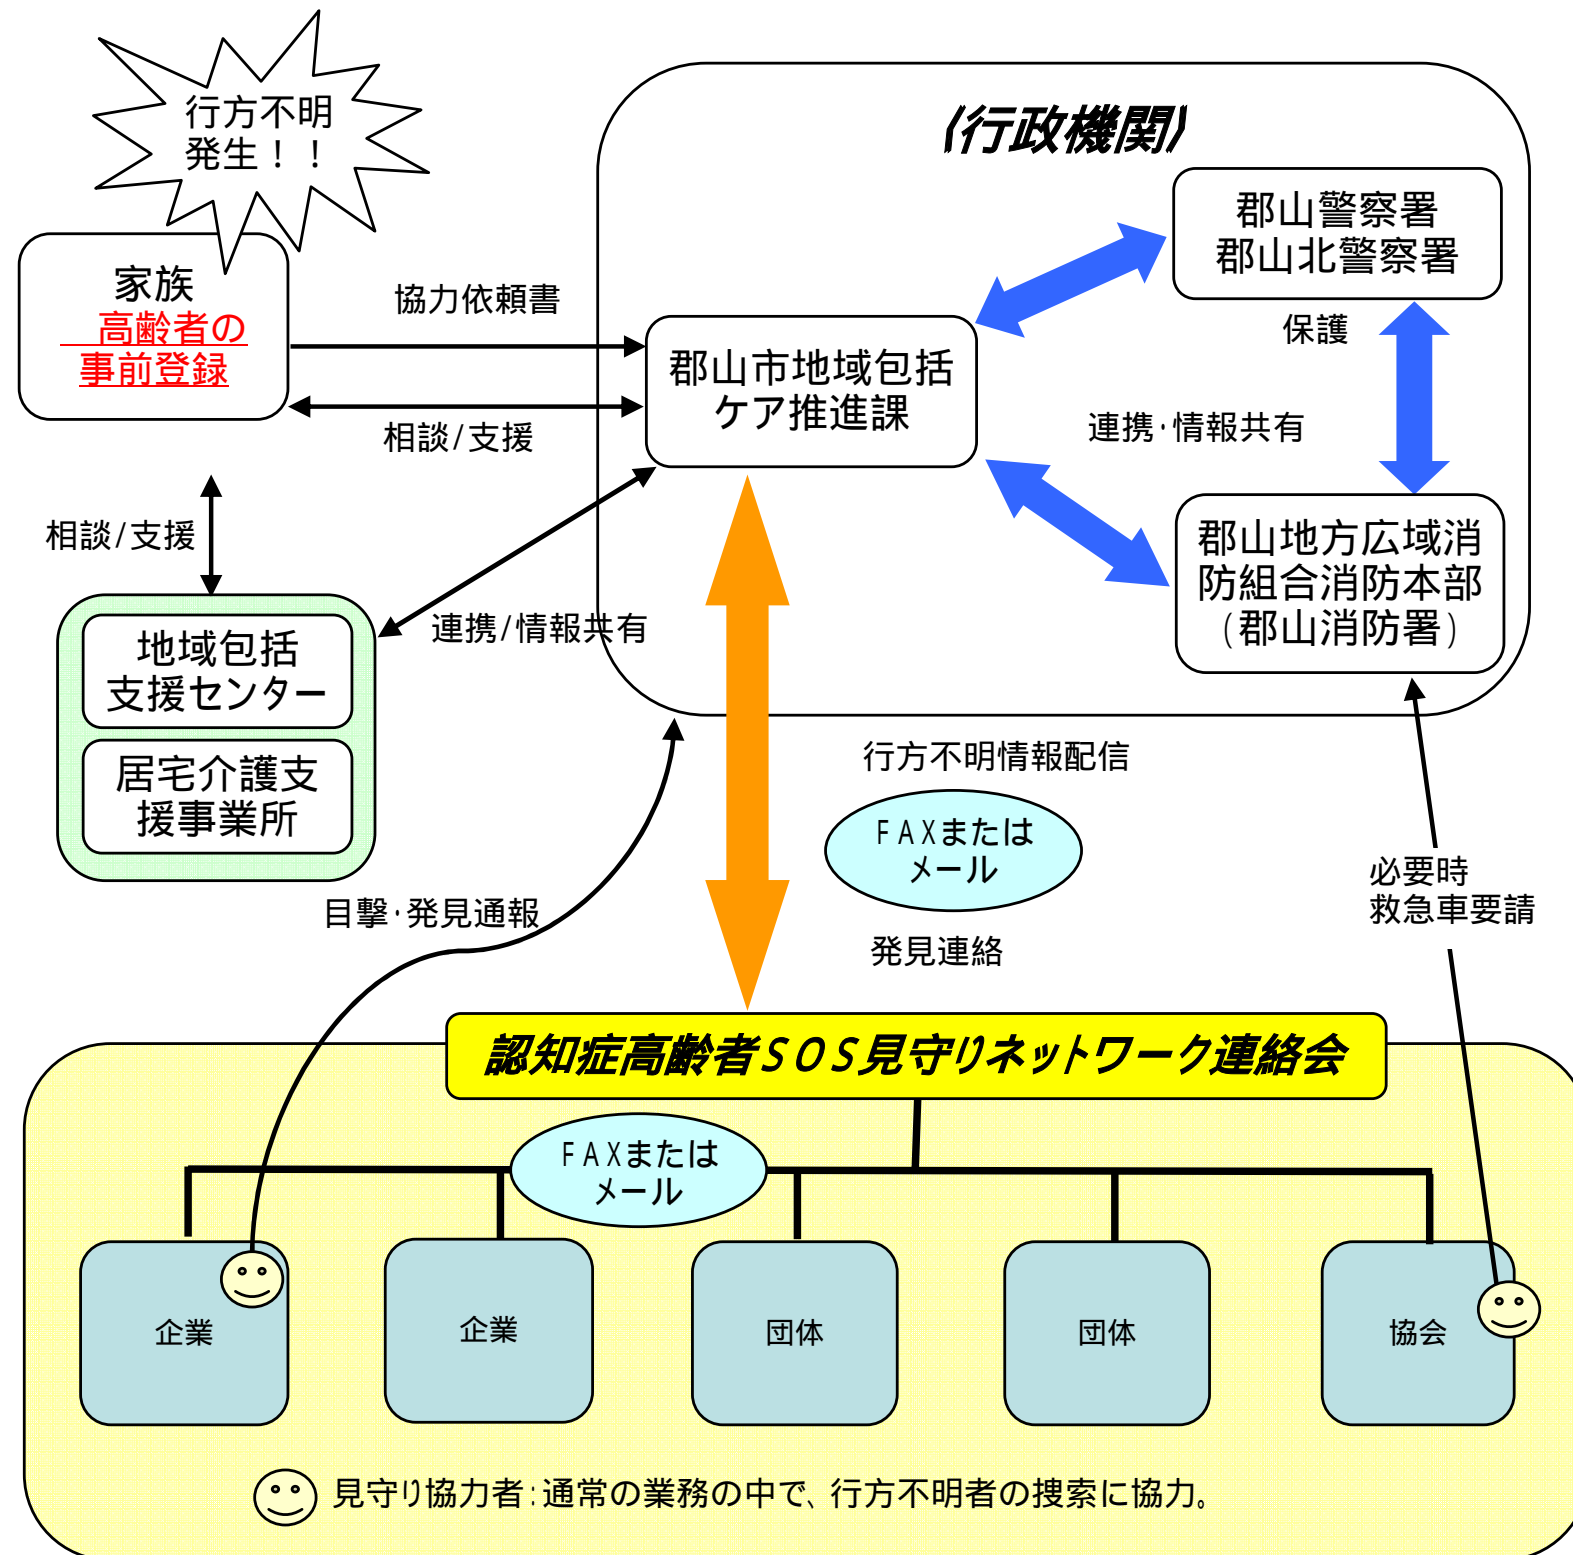 行方不明
発生！！
〈行政機関〉
郡山警察署
郡山北警察署
家族
高齢者の
事前登録
協力依頼書
保護
郡山市地域包括
ケア推進課
相談/支援
連携・情報共有
相談/支援
郡山地方広域消
防組合消防本部
(郡山消防署)
連携/情報共有
地域包括
支援センター
居宅介護支
援事業所
行方不明情報配信
FAXまたは
メール
必要時
救急車要請
目撃・発見通報
発見連絡
認知症高齢者SOS見守りネットワーク連絡会
FAXまたは
メール
企業
企業
団体
団体
協会
見守り協力者:通常の業務の中で、行方不明者の捜索に協力。